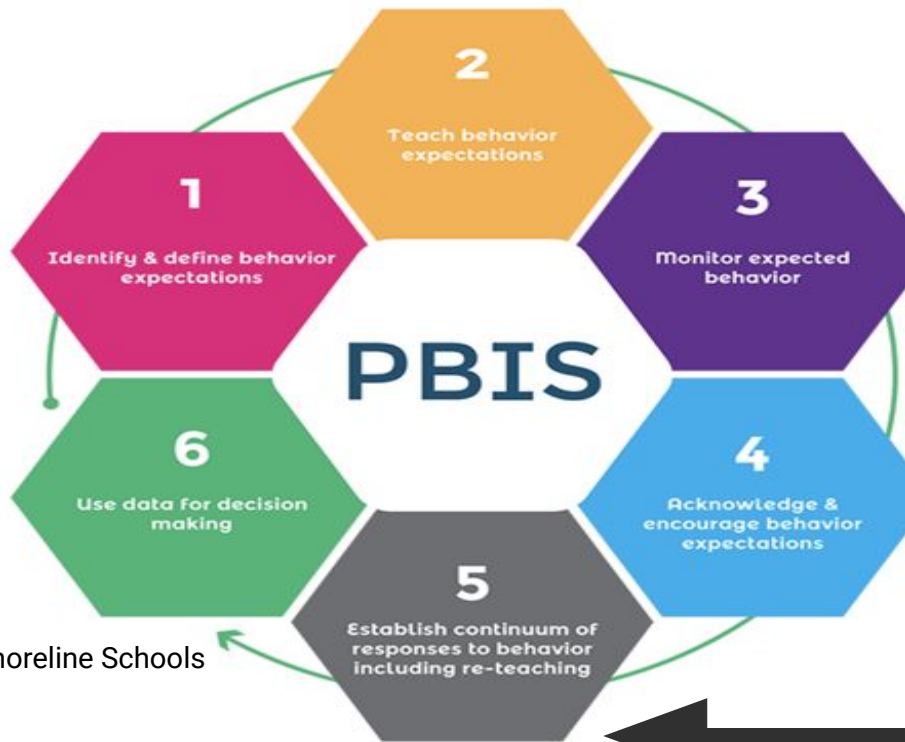 1
Identify & define behavior
expectations
2
Teach behavior
expectations
3
Monitor expected
behavior
PBIS
4
Acknowledge &
encourage behavior
expectations
5
Establish continuum of
responses to behavior
including re-teaching
6
Use data for decision
making
Schools